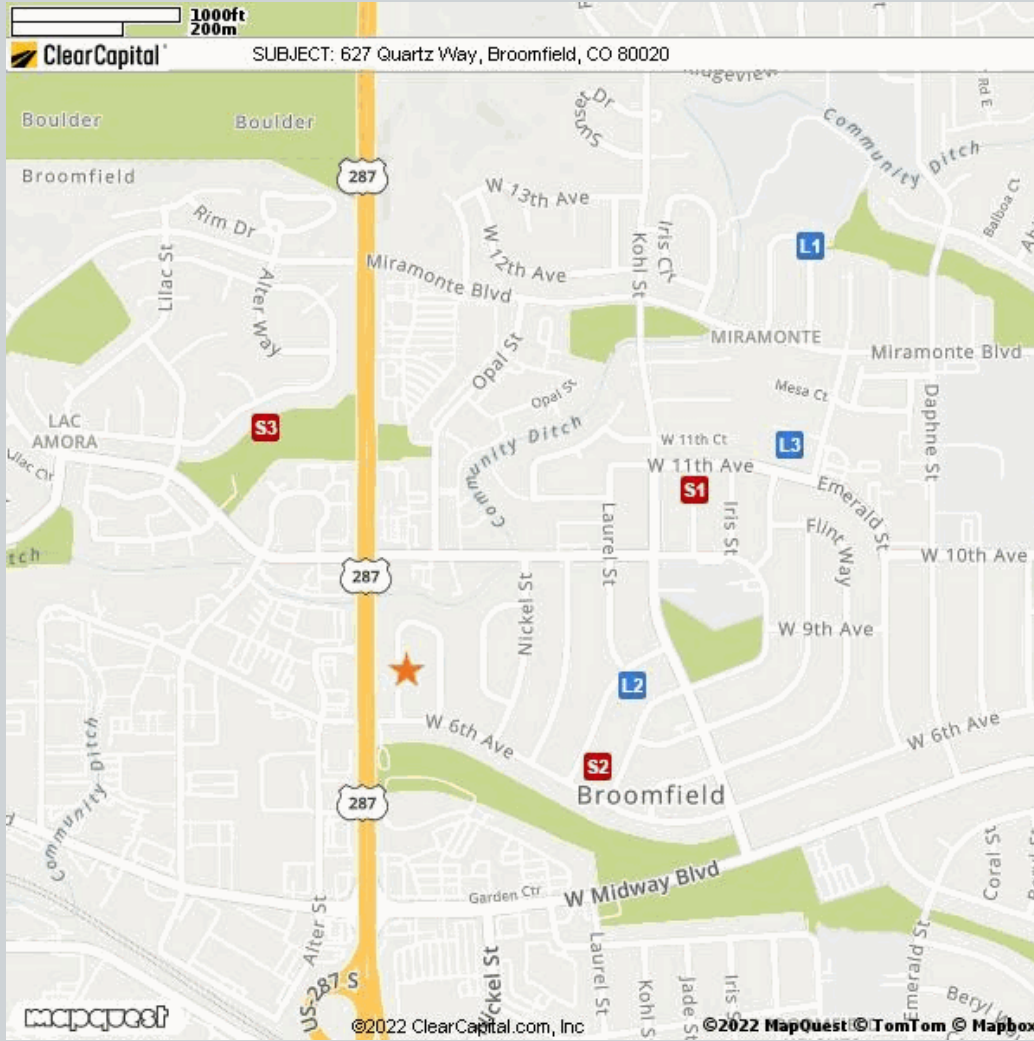 1000ft
200m
ClearCapital
SUBJECT: 627 Quartz Way, Broomfield, CO 80020
Ridgeview
Rd E
Dr
Sunset
Boulder
Boulder
Community Ditch
Broomfield
287
W 13th Ave
Balboa Ct
Rim Dr
Iris Cir
Kohl St
L1
Lilac St
W 12th Ave
Miramonte Blvd
Alter Way
MIRAMONTE
Miramonte Blvd
Opal St
Opal St
Mesa Ct
Daphne St
LAC
AMORA
S3
Community Ditch
W 11th Ct
L3
Lilac Cir
W 11th Ave
S1
Emerald St
Laurel St
Iris St
Flint Way
tch
W 10th Ave
287
Nickel St
W 9th Ave
L2
W 6th Ave
W 6th Ave
Community Ditch
S2
Broomfield
287
Coral St
W Midway Blvd
Garden Ctr
Alter St
Nickel St
Laurel St
Kohl S
Jade St
Iris S
Emerald St
US-287 S
Beryl
mapquest
©2022 ClearCapital.com, Inc
©2022 MapQuest © TomTom © Mapbox